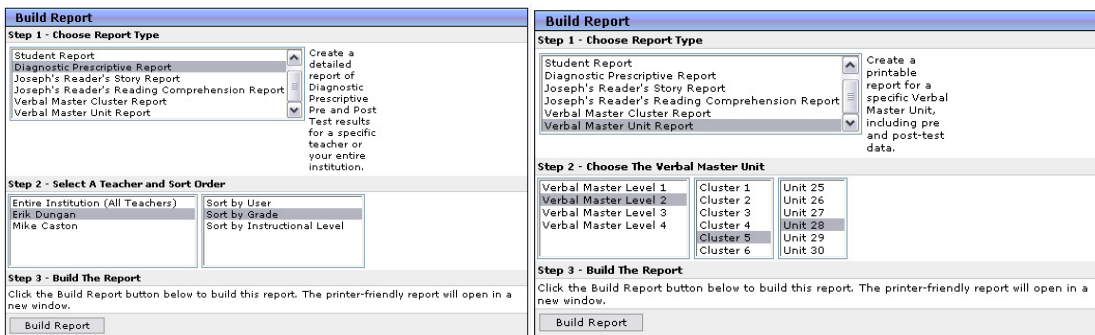 Build Report
Step 1 - Choose Report Type
Student Report
Diagnostic Prescriptive Report
Joseph's Reader's Story Report
Joseph's Reader's Reading Comprehension Report
Verbal Master Cluster Report
Verbal Master Unit Report
Create a
detailed
report of
Diagnostic
Prescriptive
Pre and Post
Test results
for a specific
teacher or
your entire
institution.
Step 2 - Select A Teacher and Sort Order
Entire Institution (All Teachers)
Erik Dungan
Mike Caston
Sort by User
Sort by Grade
Sort by Instructional Level
Step 3 - Build The Report
Click the Build Report button below to build this report. The printer-friendly report will open in a
new window.
Build Report
Build Report
Step 1 - Choose Report Type
Student Report
Diagnostic Prescriptive Report
Joseph's Reader's Story Report
Joseph's Reader's Reading Comprehension Report
Verbal Master Cluster Report
Verbal Master Unit Report
Create a
printable
report for a
specific Verbal
Master Unit,
including pre
and post-test
data.
Step 2 - Choose The Verbal Master Unit
Verbal Master Level 1
Verbal Master Level 2
Verbal Master Level 3
Verbal Master Level 4
Cluster 1
Cluster 2
Cluster 3
Cluster 4
Cluster 5
Cluster 6
Unit 25
Unit 26
Unit 27
Unit 28
Unit 29
Unit 30
Step 3 - Build The Report
Click the Build Report button below to build this report. The printer-friendly report will open in a
new window.
Build Report